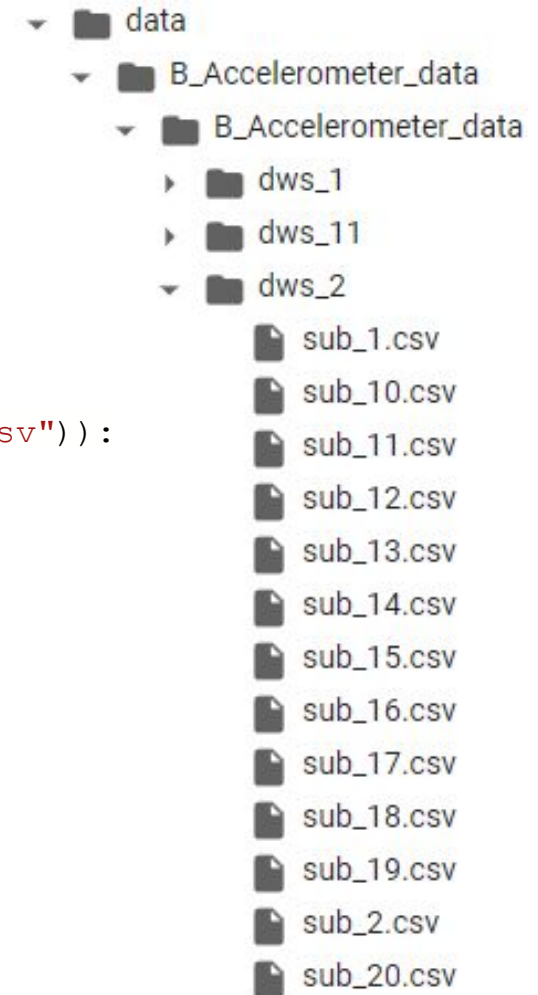 data
B_Accelerometer_data
B_Accelerometer_data
dws_1
dws_11
dws_2
sub_1.csv
sub_10.csv
sv")):
sub_11.csv
sub_12.csv
sub_13.csv
sub_14.csv
sub_15.csv
sub_16.csv
sub_17.csv
sub_18.csv
sub_19.csv
sub_2.csv
sub_20.csv